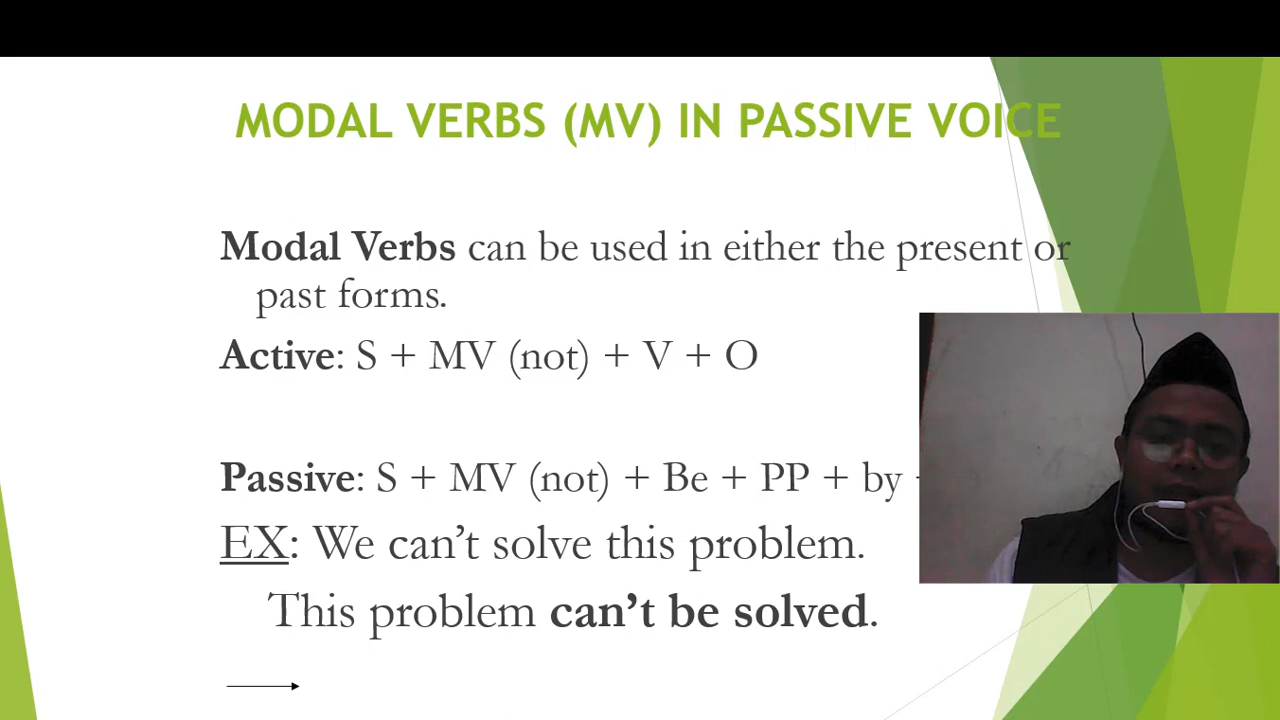 MODAL VERBS (MV) IN PASSIVE VOICE
Modal Verbs can be used in either the present or
past forms.
Active: S + MV (not) + V + O
Passive: S + MV (not) + Be + PP + by
EX: We can’t solve this problem.
This problem can’t be solved.